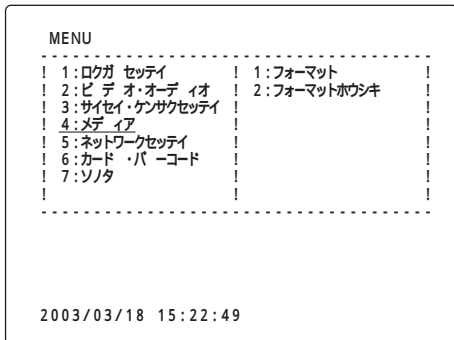 MENU
- - - - - - - - - - - - - - - - - - - - - - - - - - - - - - - - - - -
! 1:ロクガ セッテイ ! 1:フォーマット !
! 2:ビ デ オ・オーデ ィオ ! 2:フォーマットホウシキ !
! 3:サイセイ・ケンサクセッテイ ! !
! 4:メデ ィア ! !
! 5:ネットワークセッテイ ! !
! 6:カード ・バ ーコード ! !
! 7:ソノタ ! !
! ! !
- - - - - - - - - - - - - - - - - - - - - - - - - - - - - - - - - - -
2003/03/18 15:22:49